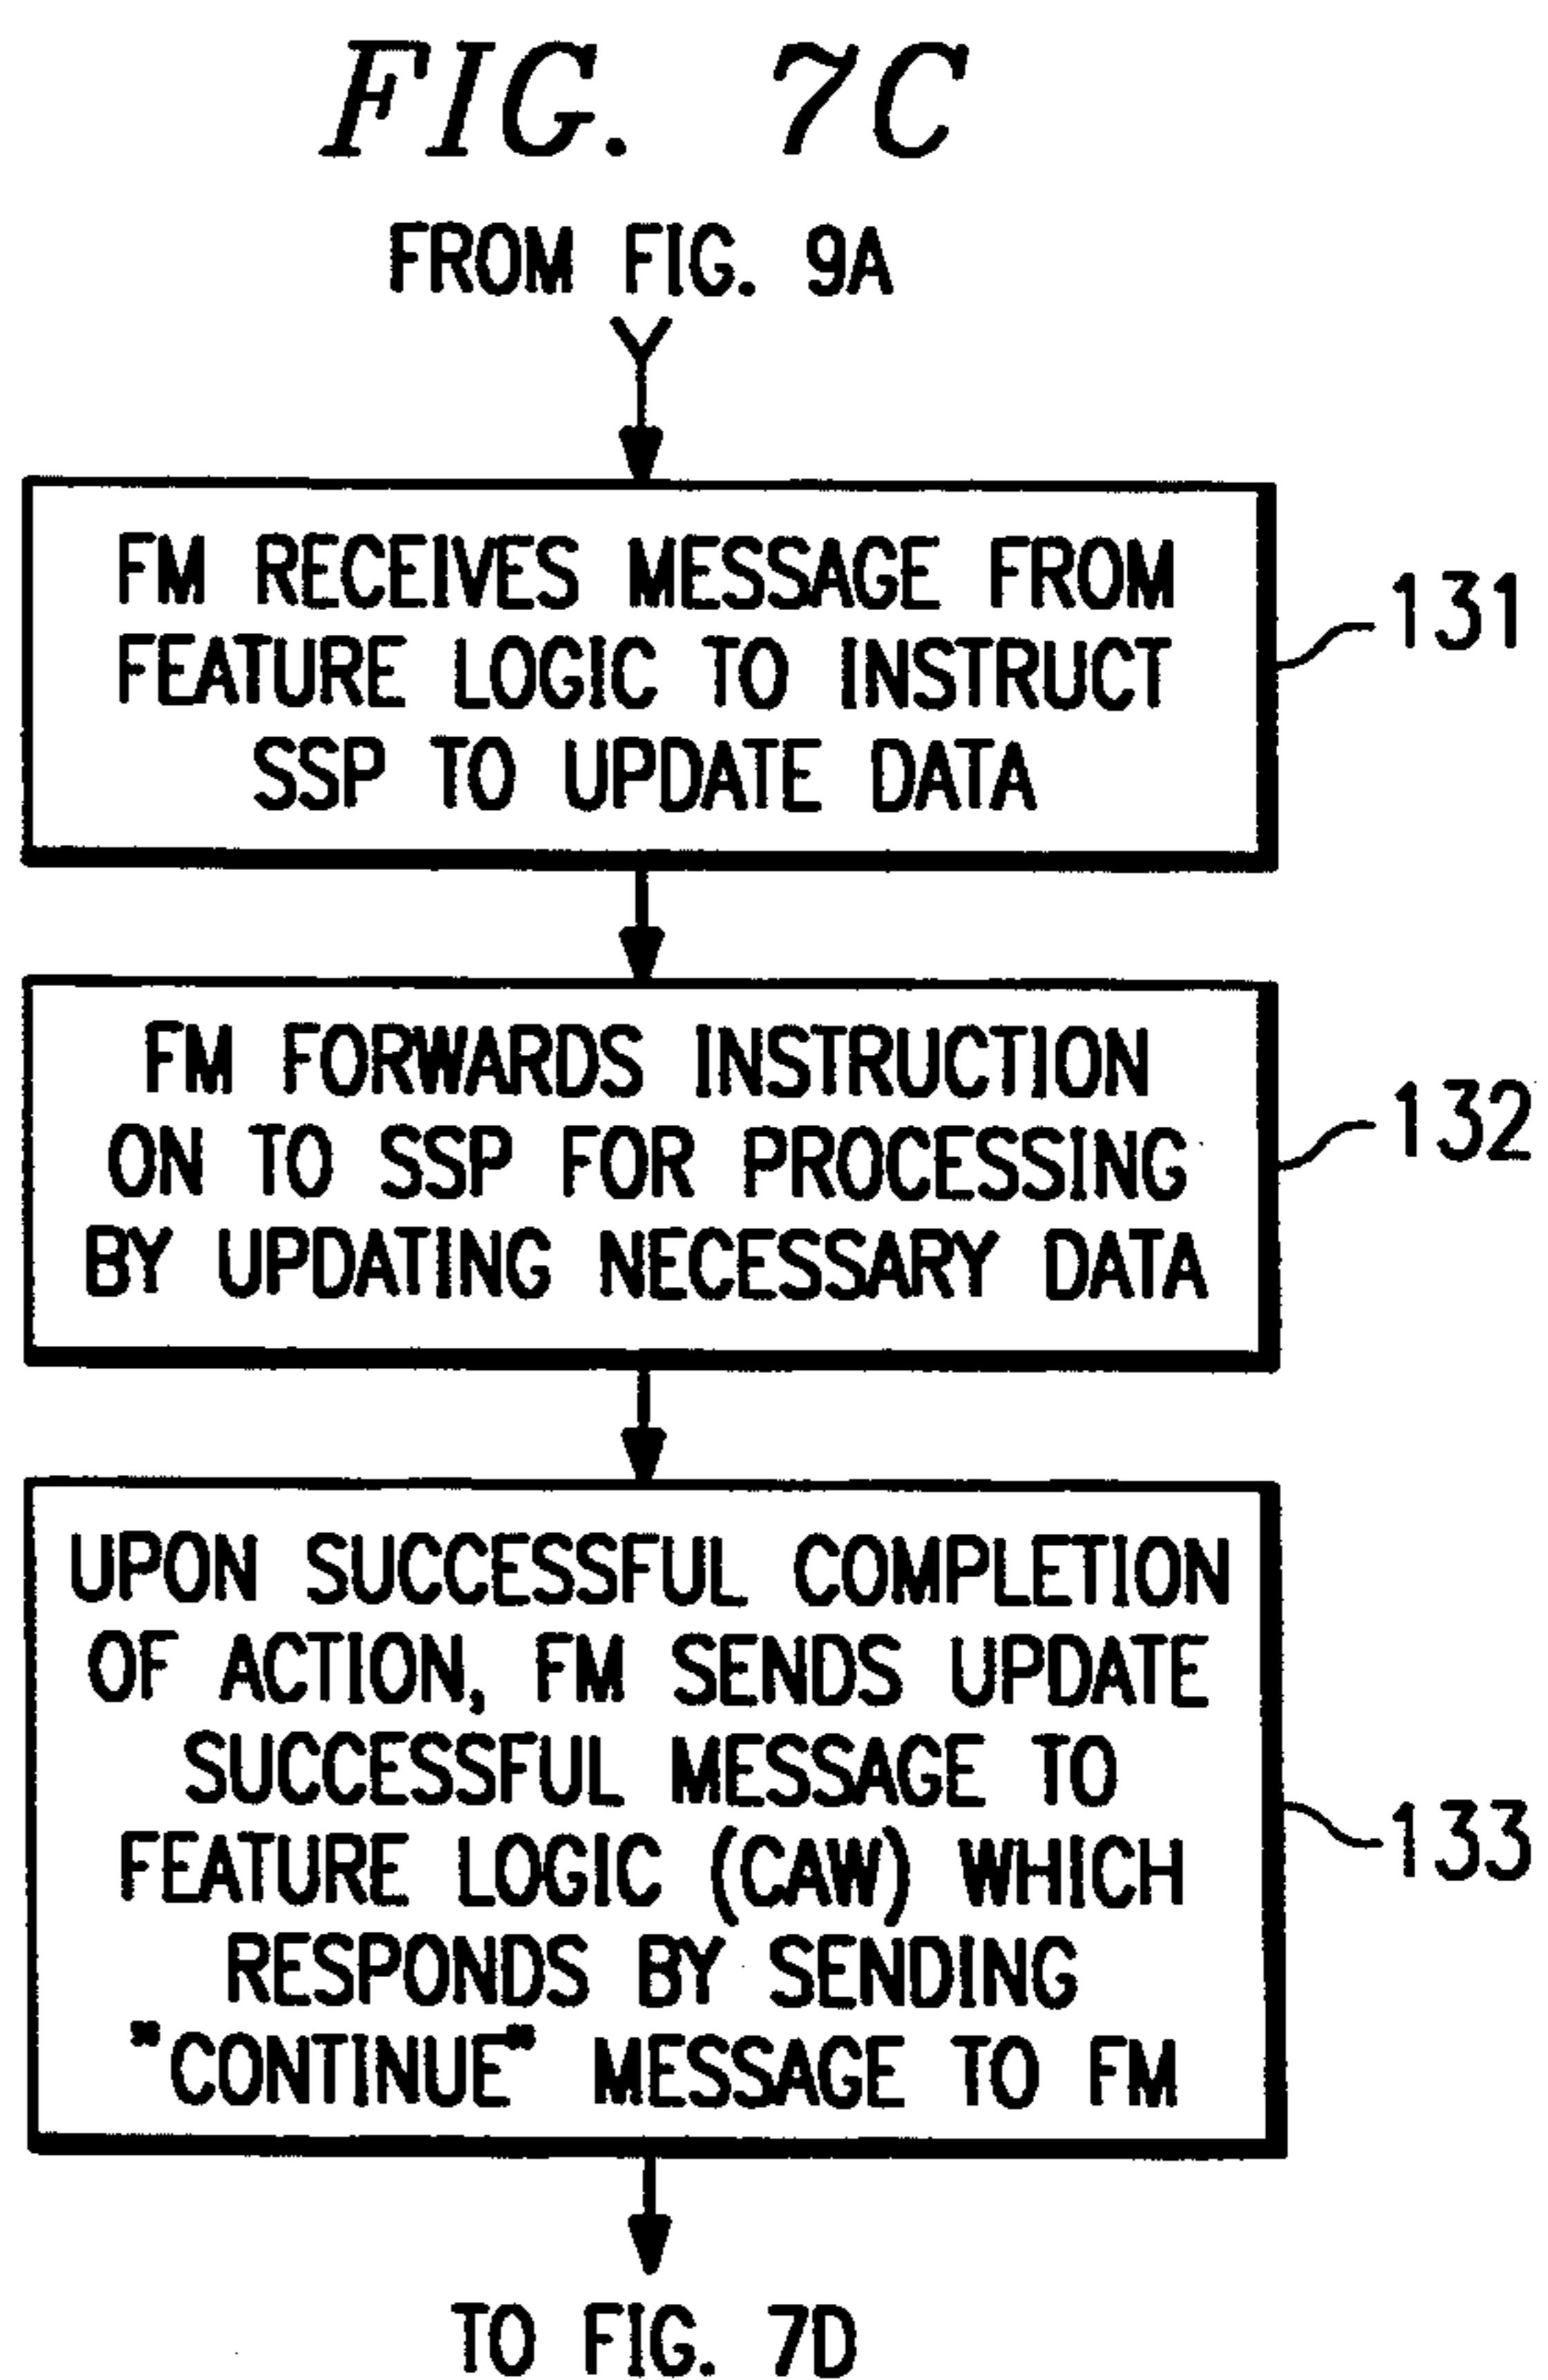 FIG. 7C
FROM FIG. 9A
FM RECEIVES MESSAGE FROM
FEATURE LOGIC TO INSTRUCT
SSP TO UPDATE DATA
131
FM FORWARDS INSTRUCTION
ON TO SSP FOR PROCESSING
BY UPDATING NECESSARY DATA
132
UPON SUCCESSFUL COMPLETION
OF ACTION, FM SENDS UPDATE
SUCCESSFUL MESSAGE TO
FEATURE LOGIC (CAW) WHICH
RESPONDS BY SENDING
"CONTINUE" MESSAGE TO FM
133
TO FIG. 7D